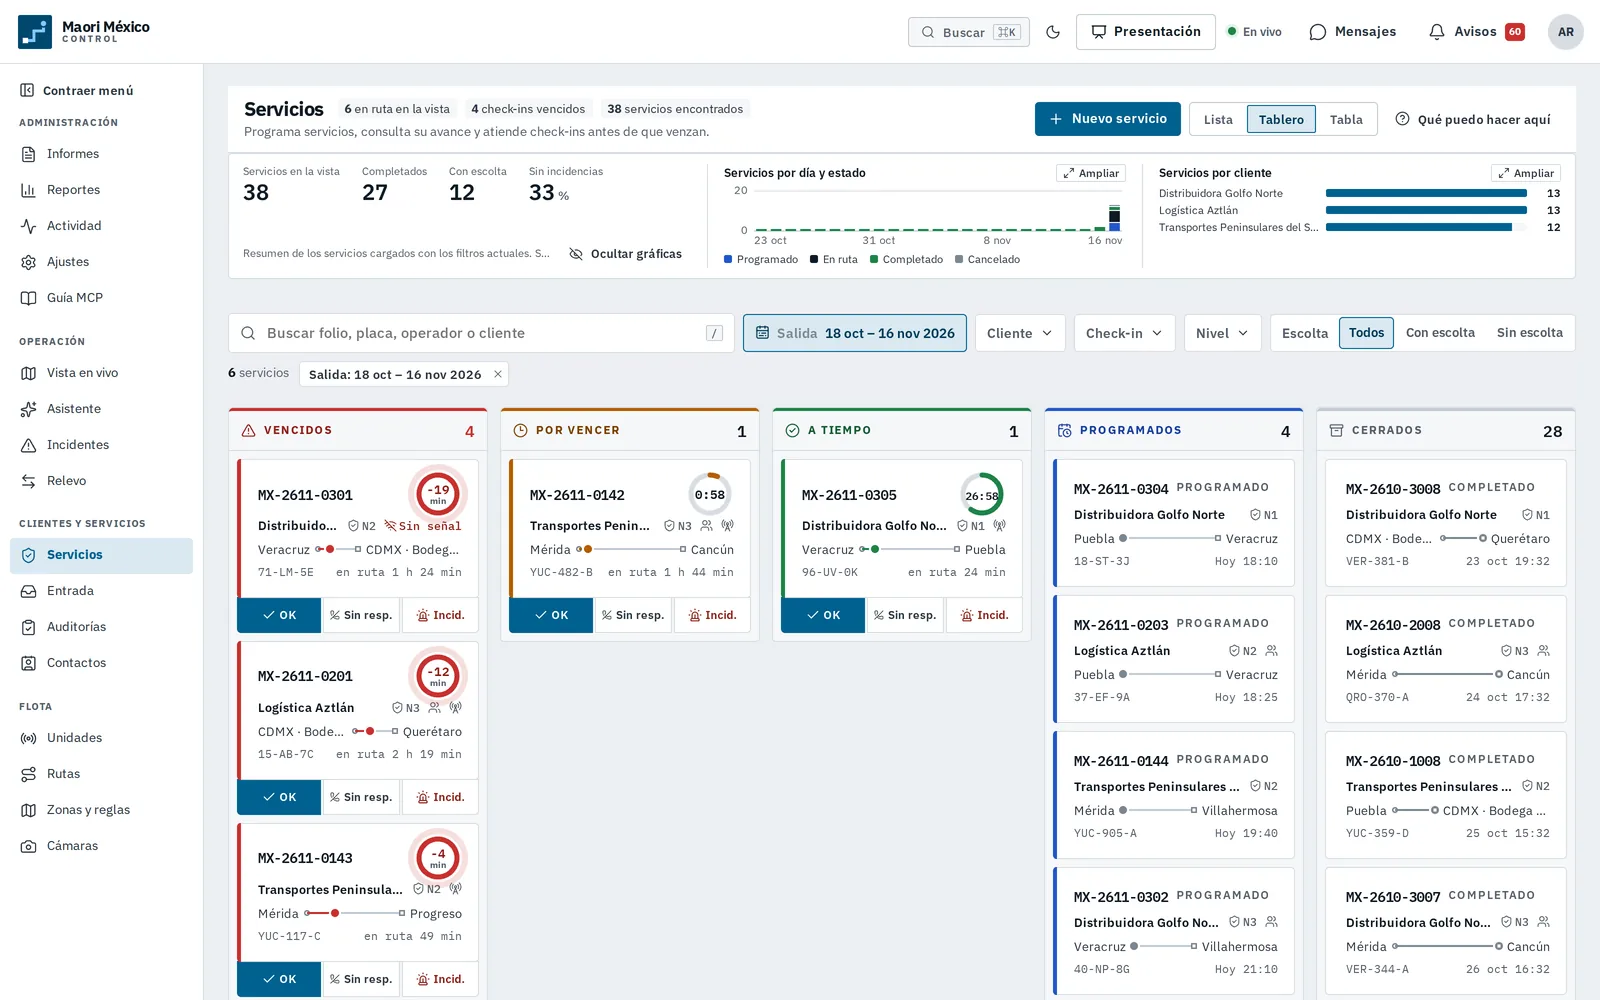 Maori México
CONTROL
Buscar ⌘K
Presentación
En vivo
Mensajes
Avisos 60
AR
Contraer menú
ADMINISTRACIÓN
Informes
Reportes
Actividad
Ajustes
Guía MCP
OPERACIÓN
Vista en vivo
Asistente
Incidentes
Relevo
CLIENTES Y SERVICIOS
Servicios
Entrada
Auditorías
Contactos
FLOTA
Unidades
Rutas
Zonas y reglas
Cámaras
Servicios 6 en ruta en la vista 4 check-ins vencidos 38 servicios encontrados
Programa servicios, consulta su avance y atiende check-ins antes de que venzan.
+ Nuevo servicio
Lista Tablero Tabla
Qué puedo hacer aquí
Servicios en la vista Completados Con escolta Sin incidencias
38 27 12 33 %
Resumen de los servicios cargados con los filtros actuales. S...
Ocultar gráficas
Servicios por día y estado Ampliar
20
0
23 oct 31 oct 8 nov 16 nov
Programado En ruta Completado Cancelado
Servicios por cliente Ampliar
Distribuidora Golfo Norte 13
Logística Aztlán 13
Transportes Peninsulares del S... 12
Buscar folio, placa, operador o cliente /
Salida 18 oct – 16 nov 2026
Cliente
Check-in
Nivel
Escolta Todos Con escolta Sin escolta
6 servicios Salida: 18 oct – 16 nov 2026 ×
VENCIDOS 4
MX-2611-0301 -19 min
Distribuido... N2 Sin señal
Veracruz CDMX · Bodeg...
71-LM-5E en ruta 1 h 24 min
OK Sin resp. Incid.
MX-2611-0201 -12 min
Logística Aztlán N3
CDMX · Bode... Querétaro
15-AB-7C en ruta 2 h 19 min
OK Sin resp. Incid.
MX-2611-0143 -4 min
Transportes Peninsula... N2
Mérida Progreso
YUC-117-C en ruta 49 min
OK Sin resp. Incid.
POR VENCER 1
MX-2611-0142 0:58
Transportes Penin... N3
Mérida Cancún
YUC-482-B en ruta 1 h 44 min
OK Sin resp. Incid.
A TIEMPO 1
MX-2611-0305 26:58
Distribuidora Golfo No... N1
Veracruz Puebla
96-UV-0K en ruta 24 min
OK Sin resp. Incid.
PROGRAMADOS 4
MX-2611-0304 PROGRAMADO
Distribuidora Golfo Norte N1
Puebla Veracruz
18-ST-3J Hoy 18:10
MX-2611-0203 PROGRAMADO
Logística Aztlán N2
Puebla Veracruz
37-EF-9A Hoy 18:25
MX-2611-0144 PROGRAMADO
Transportes Peninsulares ... N2
Mérida Villahermosa
YUC-905-A Hoy 19:40
MX-2611-0302 PROGRAMADO
Distribuidora Golfo No... N3
Veracruz Villahermosa
40-NP-8G Hoy 21:10
CERRADOS 28
MX-2610-3008 COMPLETADO
Distribuidora Golfo Norte N1
CDMX · Bode... Querétaro
VER-381-B 23 oct 19:32
MX-2610-2008 COMPLETADO
Logística Aztlán N3
Mérida Cancún
QRO-370-A 24 oct 17:32
MX-2610-1008 COMPLETADO
Transportes Peninsulares ... N2
Puebla CDMX · Bodega ...
YUC-359-D 25 oct 15:32
MX-2610-3007 COMPLETADO
Distribuidora Golfo No... N3
Mérida Cancún
VER-344-A 26 oct 16:32